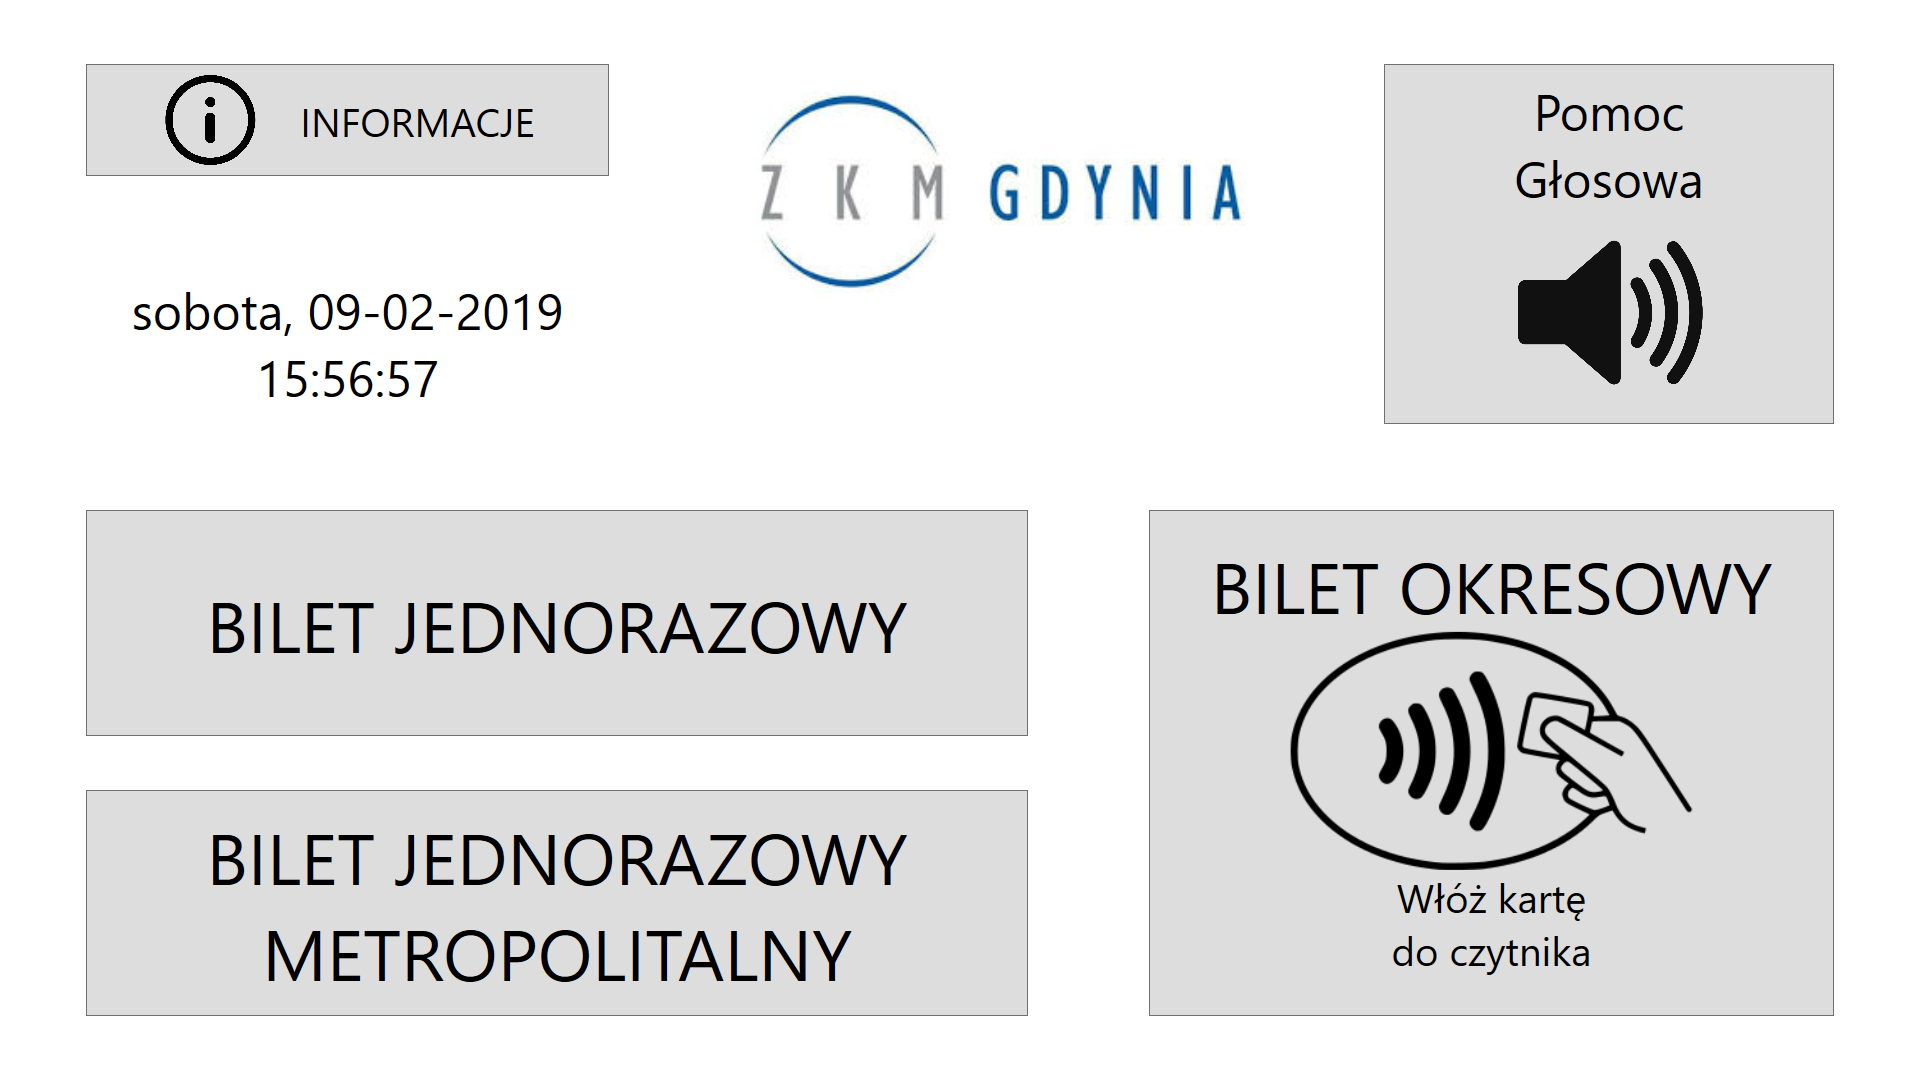 INFORMACJE
ZKM GDYNIA
Pomoc
Głosowa
sobota, 09-02-2019
15:56:57
BILET JEDNORAZOWY
BILET JEDNORAZOWY
METROPOLITALNY
BILET OKRESOWY
Włóż kartę
do czytnika